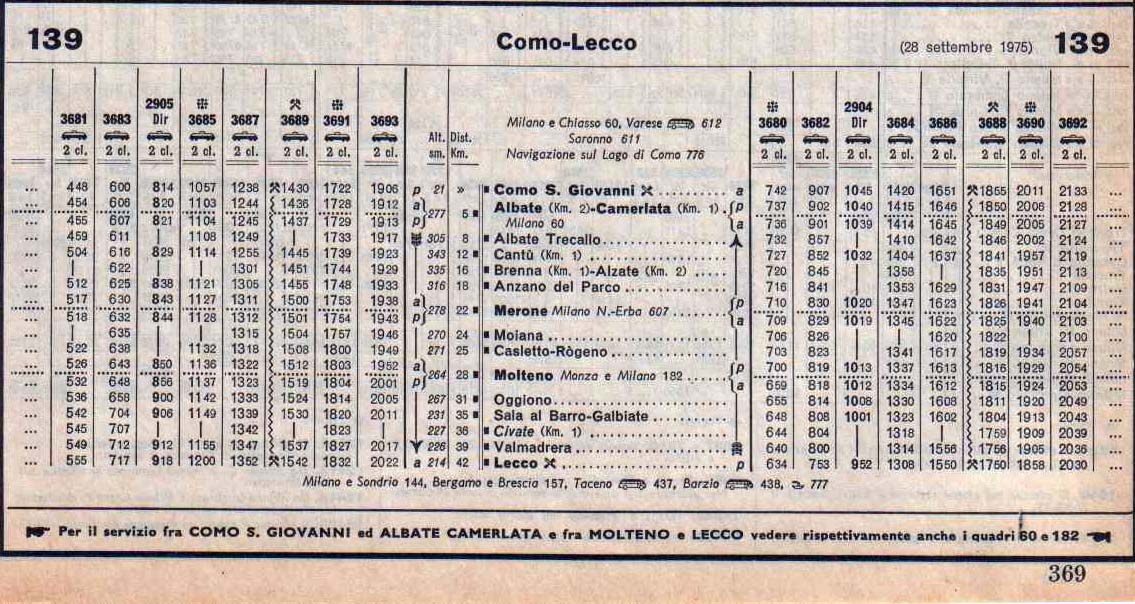 139 Como-Lecco (28 settembre 1975) 139
2905 2904
3681 3683 Dir 3685 3687 3689 3691 3693 Milano e Chiasso 60, Varese 612 3680 3682 Dir 3684 3686 3688 3690 3692
Alt. Dist. Saronno 611
2 cl. 2 cl. 2 cl. 2 cl. 2 cl. 2 cl. 2 cl. sm. Km. Navigazione sul Lago di Como 776 2 cl. 2 cl. 2 cl. 2 cl. 2 cl. 2 cl. 2 cl.
... 448 600 814 1057 1238 1430 1722 1906 p 21 » Como S. Giovanni a 742 907 1045 1420 1651 1855 2011 2133 ...
... 454 606 820 1103 1244 1436 1728 1912 a 277 5 Albate (Km. 2)-Camerlata (Km. 1) p 737 902 1040 1415 1646 1850 2006 2128 ...
... 455 607 821 1104 1245 1437 1729 1913 p Milano 60 a 736 901 1039 1414 1645 1849 2005 2127 ...
... 459 611 | 1108 1249 | 1733 1917 305 8 Albate Trecallo 732 857 | 1410 1642 1846 2002 2124 ...
... 504 616 829 1114 1255 1445 1739 1923 343 12 Cantù (Km. 1) 727 852 1032 1404 1637 1841 1957 2119 ...
... | 622 | | 1301 1451 1744 1929 335 16 Brenna (Km. 1)-Alzate (Km. 2) 720 845 | 1358 | 1835 1951 2113 ...
... 512 625 838 1121 1305 1455 1748 1933 316 18 Anzano del Parco 716 841 | 1353 1629 1831 1947 2109 ...
... 517 630 843 1127 1311 1500 1753 1938 a 278 22 Merone Milano N.-Erba 607 p 710 830 1020 1347 1623 1826 1941 2104 ...
... 518 632 844 1128 1312 1501 1754 1943 p a 709 829 1019 1345 1622 1825 1940 2103 ...
... | 635 | | 1315 1504 1757 1946 270 24 Moiana 706 826 | | 1620 1822 | 2100 ...
... 522 638 | 1132 1318 1508 1800 1949 271 25 Casletto-Rògeno 703 823 | 1341 1617 1819 1934 2057 ...
... 526 643 850 1136 1322 1512 1803 1952 a 264 28 Molteno Monza e Milano 182 p 700 819 1013 1337 1613 1816 1929 2054 ...
... 532 648 856 1137 1323 1519 1804 2001 p a 659 818 1012 1334 1612 1815 1924 2053 ...
... 536 658 900 1142 1333 1524 1814 2005 267 31 Oggiono 655 814 1008 1330 1608 1811 1920 2049 ...
... 542 704 906 1149 1339 1530 1820 2011 231 35 Sala al Barro-Galbiate 648 808 1001 1323 1602 1804 1913 2043 ...
... 545 707 | | 1342 | 1823 | 227 36 Civate (Km. 1) 644 804 | 1318 | 1759 1909 2039 ...
... 549 712 912 1155 1347 1537 1827 2017 226 39 Valmadrera 640 800 | 1314 1556 1756 1905 2036 ...
... 555 717 918 1200 1352 1542 1832 2022 a 214 42 Lecco p 634 753 952 1308 1550 1750 1858 2030 ...
Milano e Sondrio 144, Bergamo e Brescia 157, Taceno 437, Barzio 438, 777
Per il servizio fra COMO S. GIOVANNI ed ALBATE CAMERLATA e fra MOLTENO e LECCO vedere rispettivamente anche i quadri 60 e 182
369